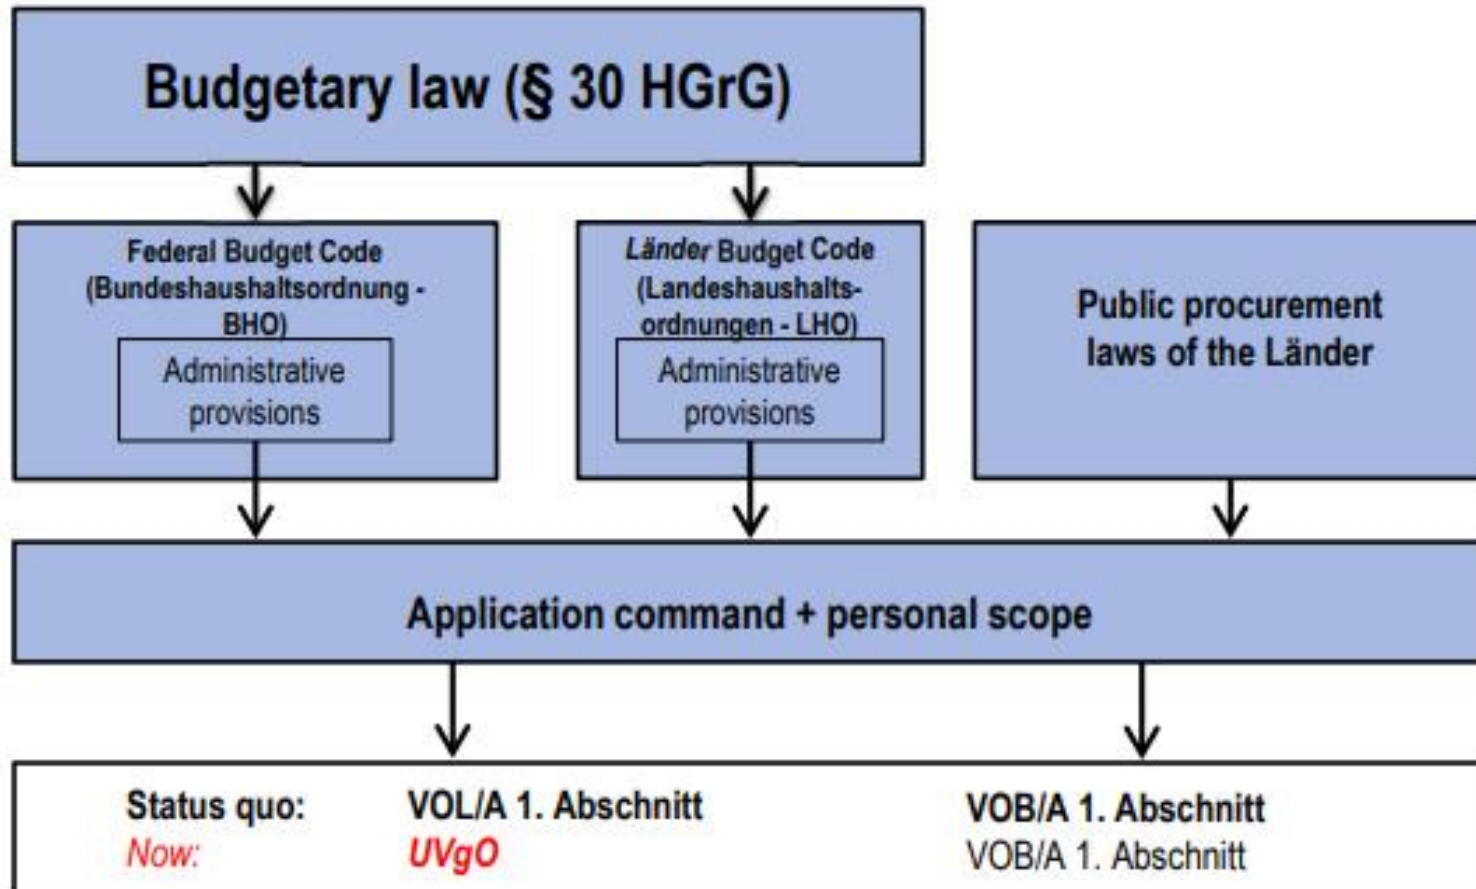 Budgetary law (§ 30 HGrG)
Federal Budget Code
(Bundeshaushaltsordnung -
BHO)
Administrative
provisions
Länder Budget Code
(Landeshaushalts-
ordnungen - LHO)
Administrative
provisions
Public procurement
laws of the Länder
Application command + personal scope
Status quo: VOL/A 1. Abschnitt VOB/A 1. Abschnitt
Now: UVgO VOB/A 1. Abschnitt